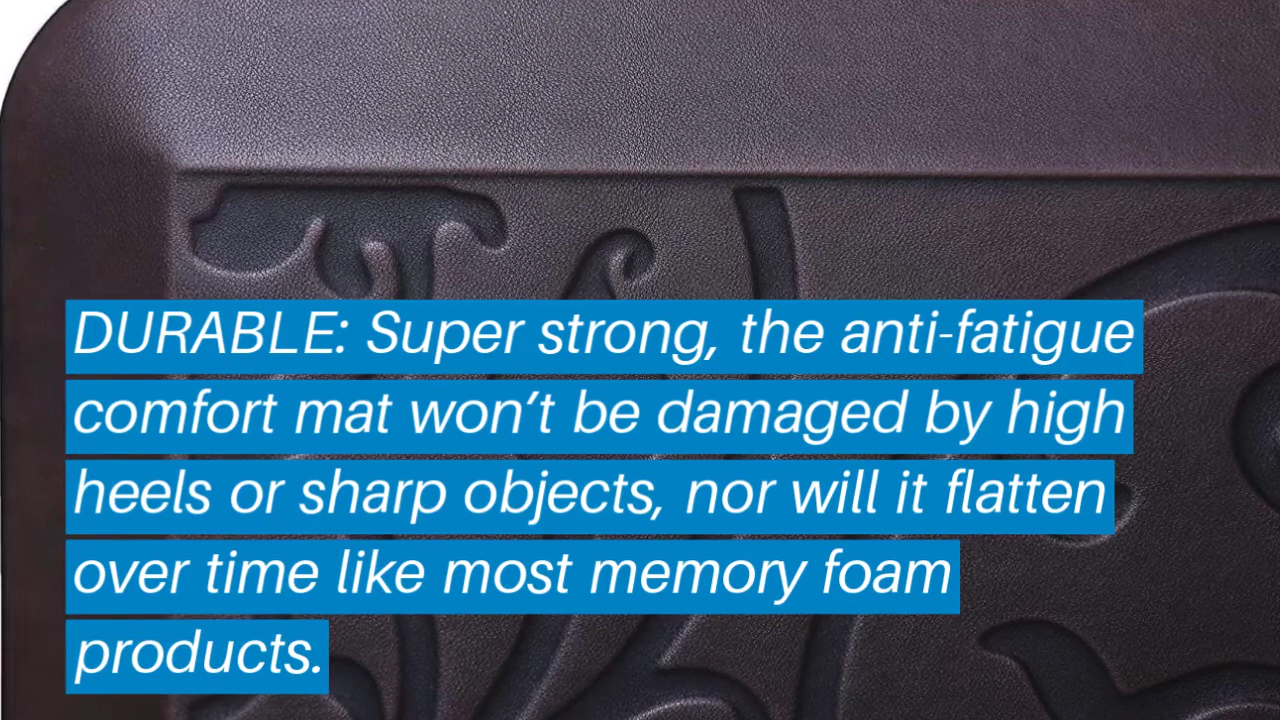 DURABLE: Super strong, the anti-fatigue
comfort mat won’t be damaged by high
heels or sharp objects, nor will it flatten
over time like most memory foam
products.